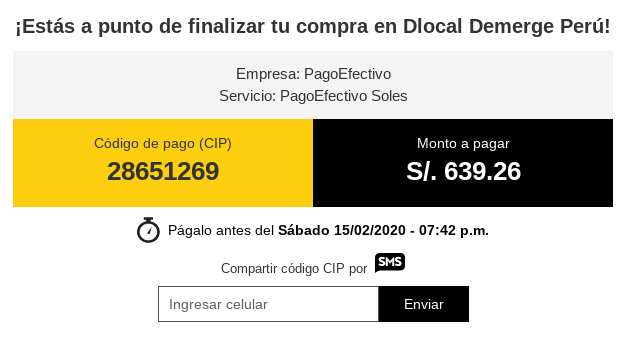 ¡Estás a punto de finalizar tu compra en Dlocal Demerge Perú!
Empresa: PagoEfectivo
Servicio: PagoEfectivo Soles
Código de pago (CIP)
28651269
Monto a pagar
S/. 639.26
Págalo antes del Sábado 15/02/2020 - 07:42 p.m.
Compartir código CIP por SMS
Ingresar celular
Enviar